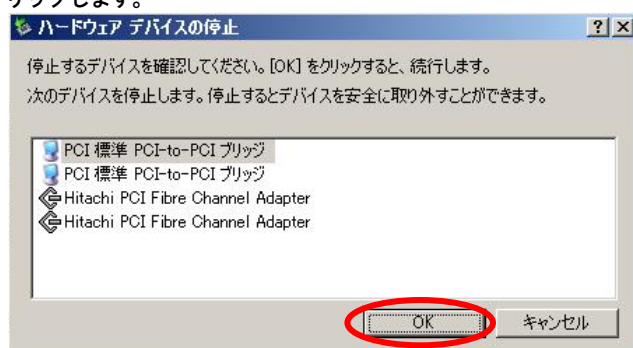 リックします。
ハードウェア デバイスの停止
停止するデバイスを確認してください。[OK] をクリックすると、続行します。
次のデバイスを停止します。停止するとデバイスを安全に取り外すことができます。
PCI 標準 PCI-to-PCI ブリッジ
PCI 標準 PCI-to-PCI ブリッジ
Hitachi PCI Fibre Channel Adapter
Hitachi PCI Fibre Channel Adapter
OK キャンセル